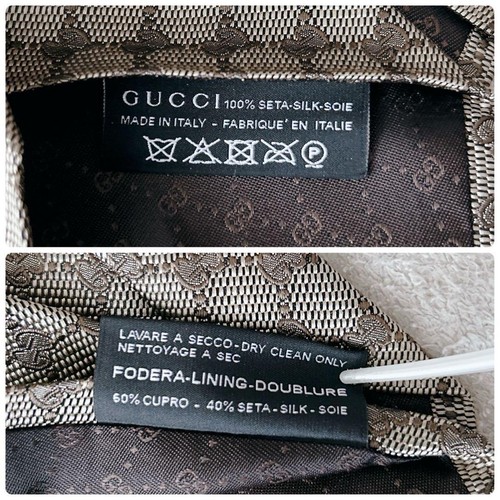 GUCCI 100% SETA-SILK-SOIE
MADE IN ITALY - FABRIQUÉ EN ITALIE
P
LAVARE A SECCO-DRY CLEAN ONLY
NETTOYAGE A SEC
FODERA-LINING-DOUBLURE
60% CUPRO - 40% SETA - SILK - SOIE